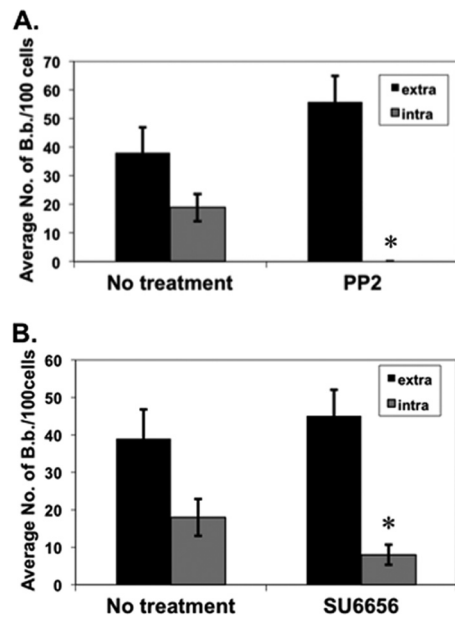 A.
Average No. of B.b./100 cells
70
60
50
40
30
20
10
0
extra
intra
*
No treatment
PP2
B.
Average No. of B.b./100cells
60
50
40
30
20
10
0
extra
intra
*
No treatment
SU6656